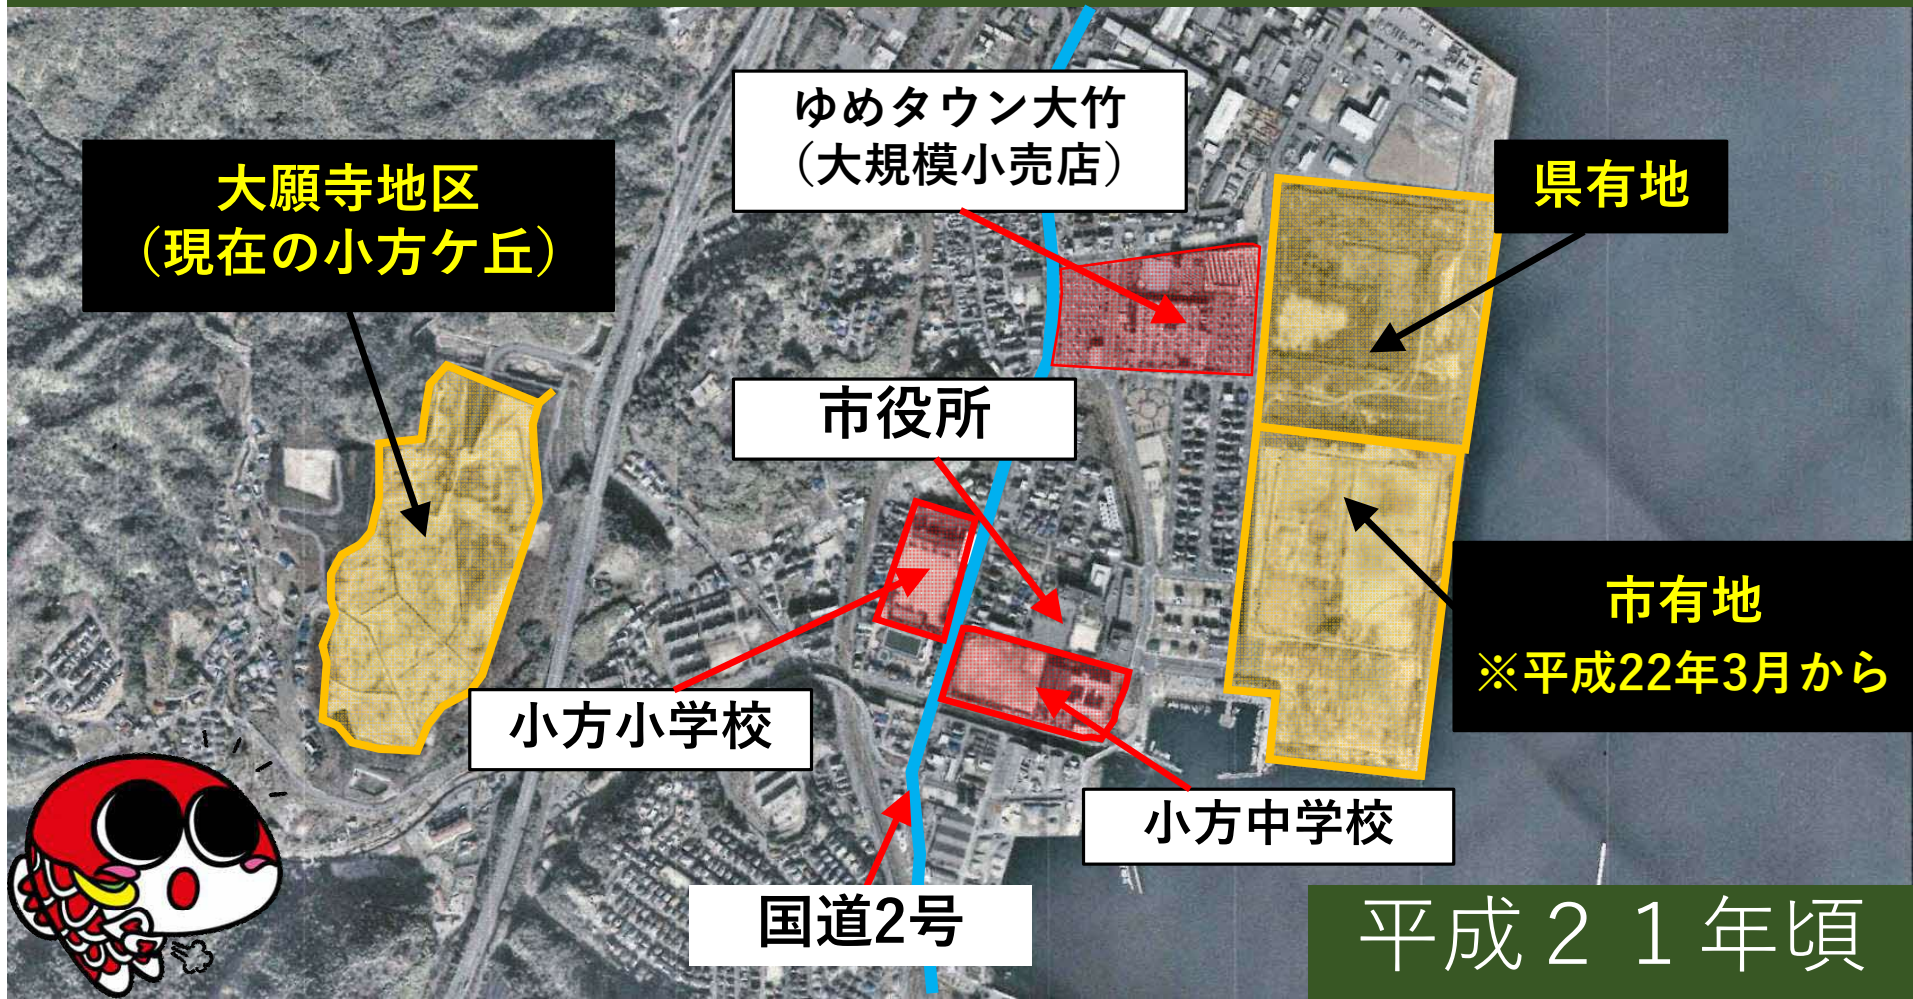 ゆめタウン大竹
（大規模小売店）
大願寺地区
（現在の小方ケ丘）
県有地
市役所
市有地
※平成22年3月から
小方小学校
小方中学校
国道2号
平成２１年頃